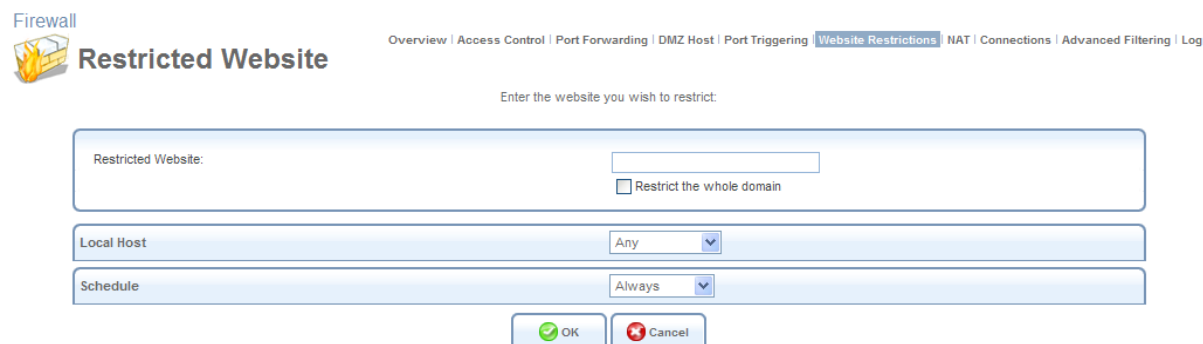 Firewall
Restricted Website
Overview | Access Control | Port Forwarding | DMZ Host | Port Triggering | Website Restrictions | NAT | Connections | Advanced Filtering | Log
Enter the website you wish to restrict:
Restricted Website:
Restrict the whole domain
Local Host Any
Schedule Always
OK Cancel